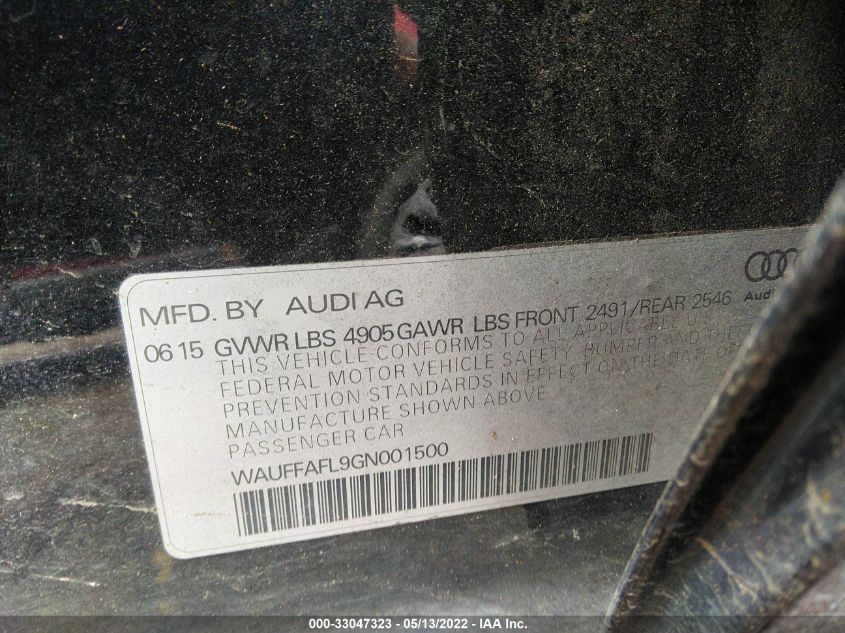 MFD. BY AUDI AG
Audi
06 15 GVWR LBS 4905 GAWR LBS FRONT 2491/REAR 2546
THIS VEHICLE CONFORMS TO ALL APPLICABLE U.S.
FEDERAL MOTOR VEHICLE SAFETY, BUMPER AND THEFT
PREVENTION STANDARDS IN EFFECT ON THE DATE OF
MANUFACTURE SHOWN ABOVE
PASSENGER CAR
WAUFFAFL9GN001500
000-33047323 - 05/13/2022 - IAA Inc.